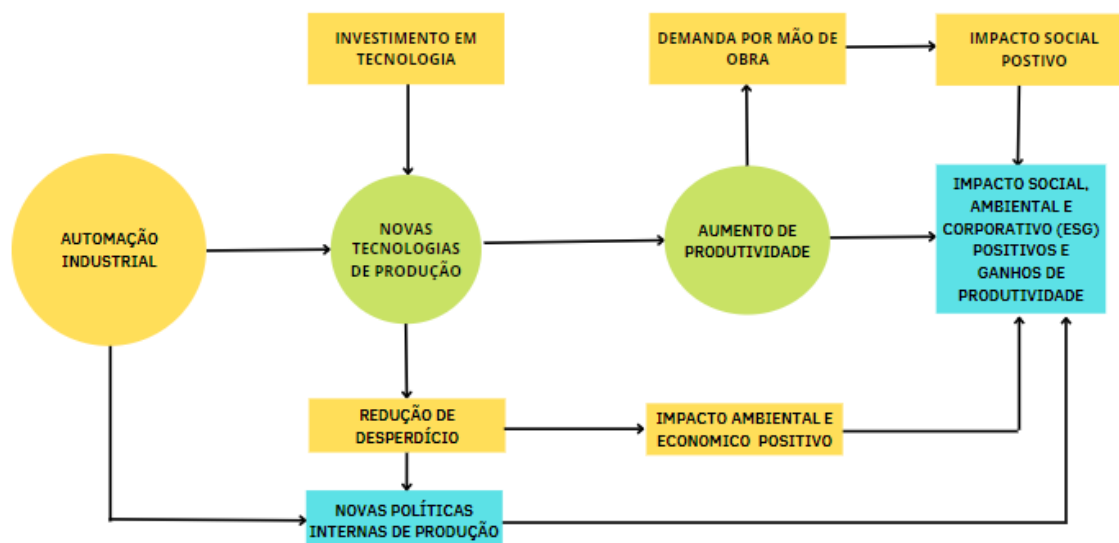 INVESTIMENTO EM
TECNOLOGIA
DEMANDA POR MÃO DE
OBRA
IMPACTO SOCIAL
POSTIVO
AUTOMAÇÃO
INDUSTRIAL
NOVAS
TECNOLOGIAS
DE PRODUÇÃO
AUMENTO DE
PRODUTIVIDADE
IMPACTO SOCIAL,
AMBIENTAL E
CORPORATIVO (ESG)
POSITIVOS E
GANHOS DE
PRODUTIVIDADE
REDUÇÃO DE
DESPERDÍCIO
IMPACTO AMBIENTAL E
ECONOMICO POSITIVO
NOVAS POLÍTICAS
INTERNAS DE PRODUÇÃO